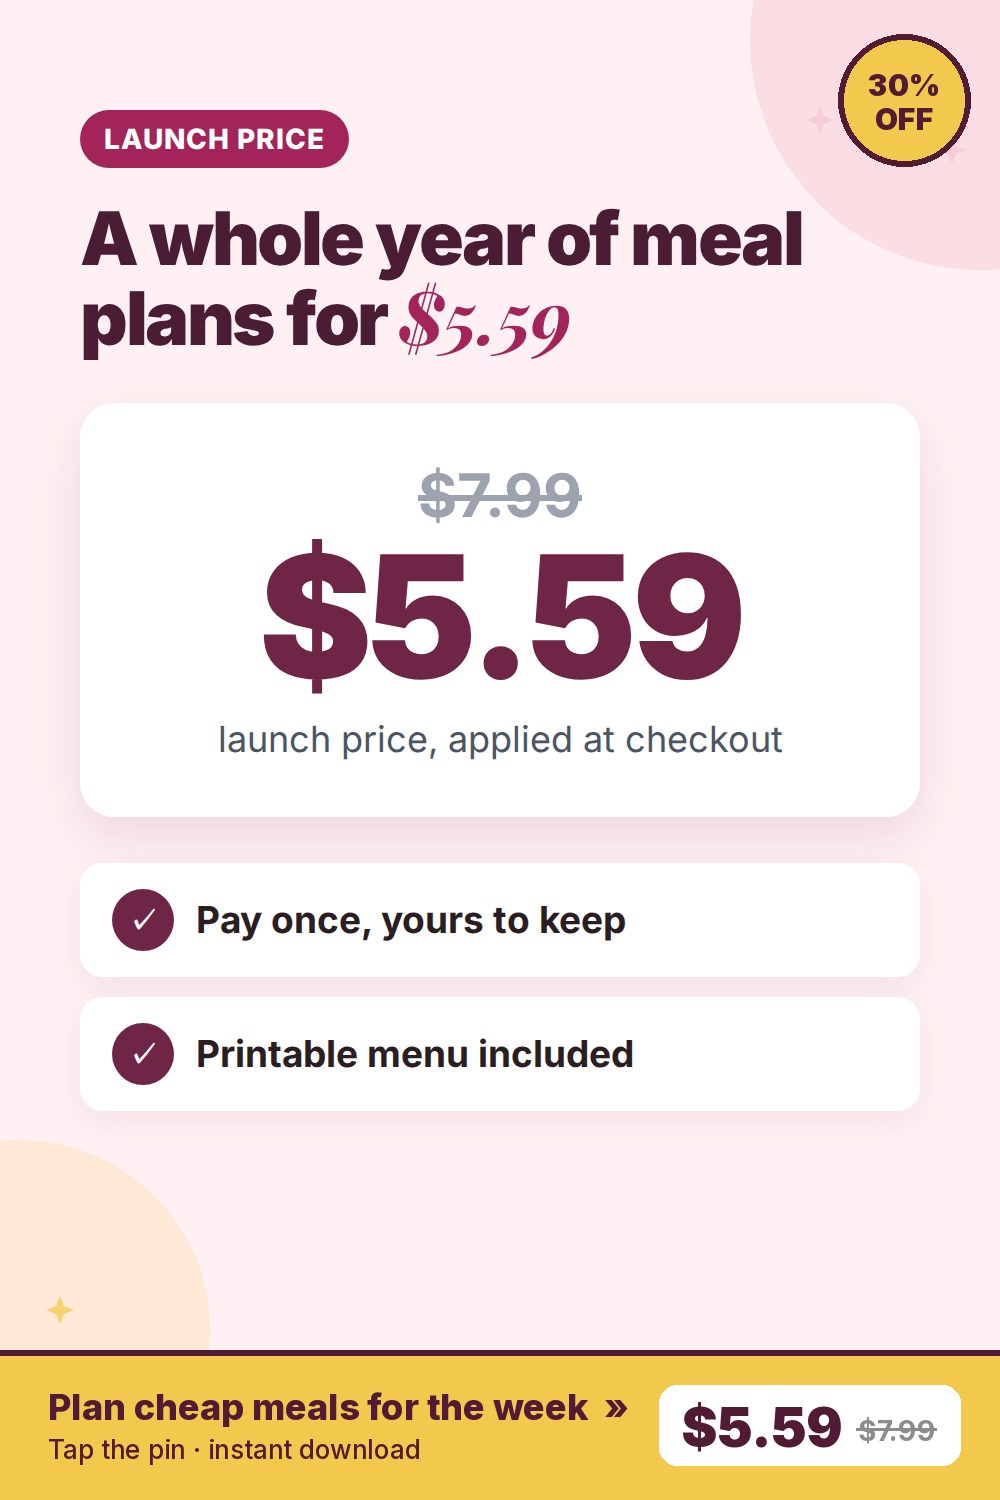 30%
OFF
LAUNCH PRICE
A whole year of meal
plans for $5.59
$7.99
$5.59
launch price, applied at checkout
✓ Pay once, yours to keep
✓ Printable menu included
Plan cheap meals for the week »
Tap the pin · instant download
$5.59 $7.99